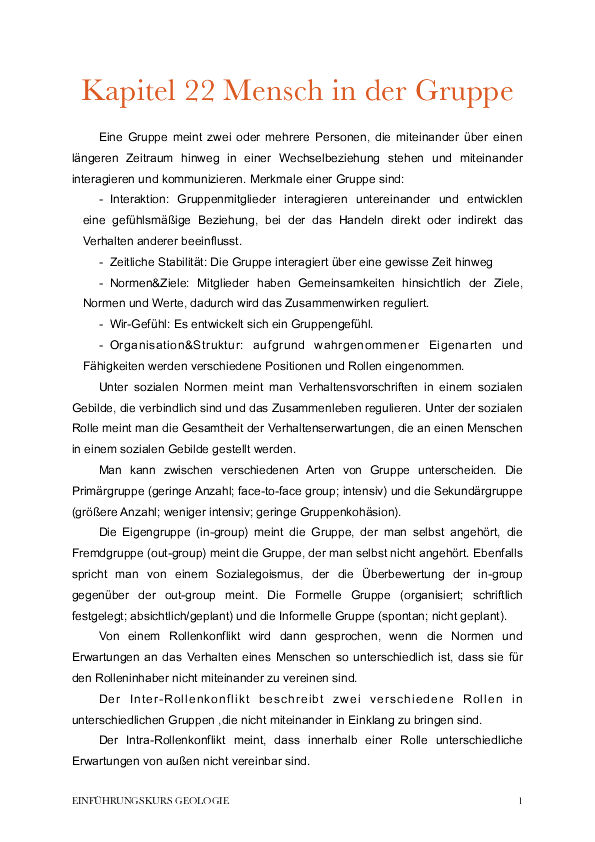 Kapitel 22 Mensch in der Gruppe
Eine Gruppe meint zwei oder mehrere Personen, die miteinander über einen
längeren Zeitraum hinweg in einer Wechselbeziehung stehen und miteinander
interagieren und kommunizieren. Merkmale einer Gruppe sind:
- Interaktion: Gruppenmitglieder interagieren untereinander und entwicklen
eine gefühlsmäßige Beziehung, bei der das Handeln direkt oder indirekt das
Verhalten anderer beeinflusst.
- Zeitliche Stabilität: Die Gruppe interagiert über eine gewisse Zeit hinweg
- Normen&Ziele: Mitglieder haben Gemeinsamkeiten hinsichtlich der Ziele,
Normen und Werte, dadurch wird das Zusammenwirken reguliert.
- Wir-Gefühl: Es entwickelt sich ein Gruppengefühl.
- Organisation&Struktur: aufgrund wahrgenommener Eigenarten und
Fähigkeiten werden verschiedene Positionen und Rollen eingenommen.
Unter sozialen Normen meint man Verhaltensvorschriften in einem sozialen
Gebilde, die verbindlich sind und das Zusammenleben regulieren. Unter der sozialen
Rolle meint man die Gesamtheit der Verhaltenserwartungen, die an einen Menschen
in einem sozialen Gebilde gestellt werden.
Man kann zwischen verschiedenen Arten von Gruppe unterscheiden. Die
Primärgruppe (geringe Anzahl; face-to-face group; intensiv) und die Sekundärgruppe
(größere Anzahl; weniger intensiv; geringe Gruppenkohäsion).
Die Eigengruppe (in-group) meint die Gruppe, der man selbst angehört, die
Fremdgruppe (out-group) meint die Gruppe, der man selbst nicht angehört. Ebenfalls
spricht man von einem Sozialegoismus, der die Überbewertung der in-group
gegenüber der out-group meint. Die Formelle Gruppe (organisiert; schriftlich
festgelegt; absichtlich/geplant) und die Informelle Gruppe (spontan; nicht geplant).
Von einem Rollenkonflikt wird dann gesprochen, wenn die Normen und
Erwartungen an das Verhalten eines Menschen so unterschiedlich ist, dass sie für
den Rolleninhaber nicht miteinander zu vereinen sind.
Der Inter-Rollenkonflikt beschreibt zwei verschiedene Rollen in
unterschiedlichen Gruppen ,die nicht miteinander in Einklang zu bringen sind.
Der Intra-Rollenkonflikt meint, dass innerhalb einer Rolle unterschiedliche
Erwartungen von außen nicht vereinbar sind.
EINFÜHRUNGSKURS GEOLOGIE 1